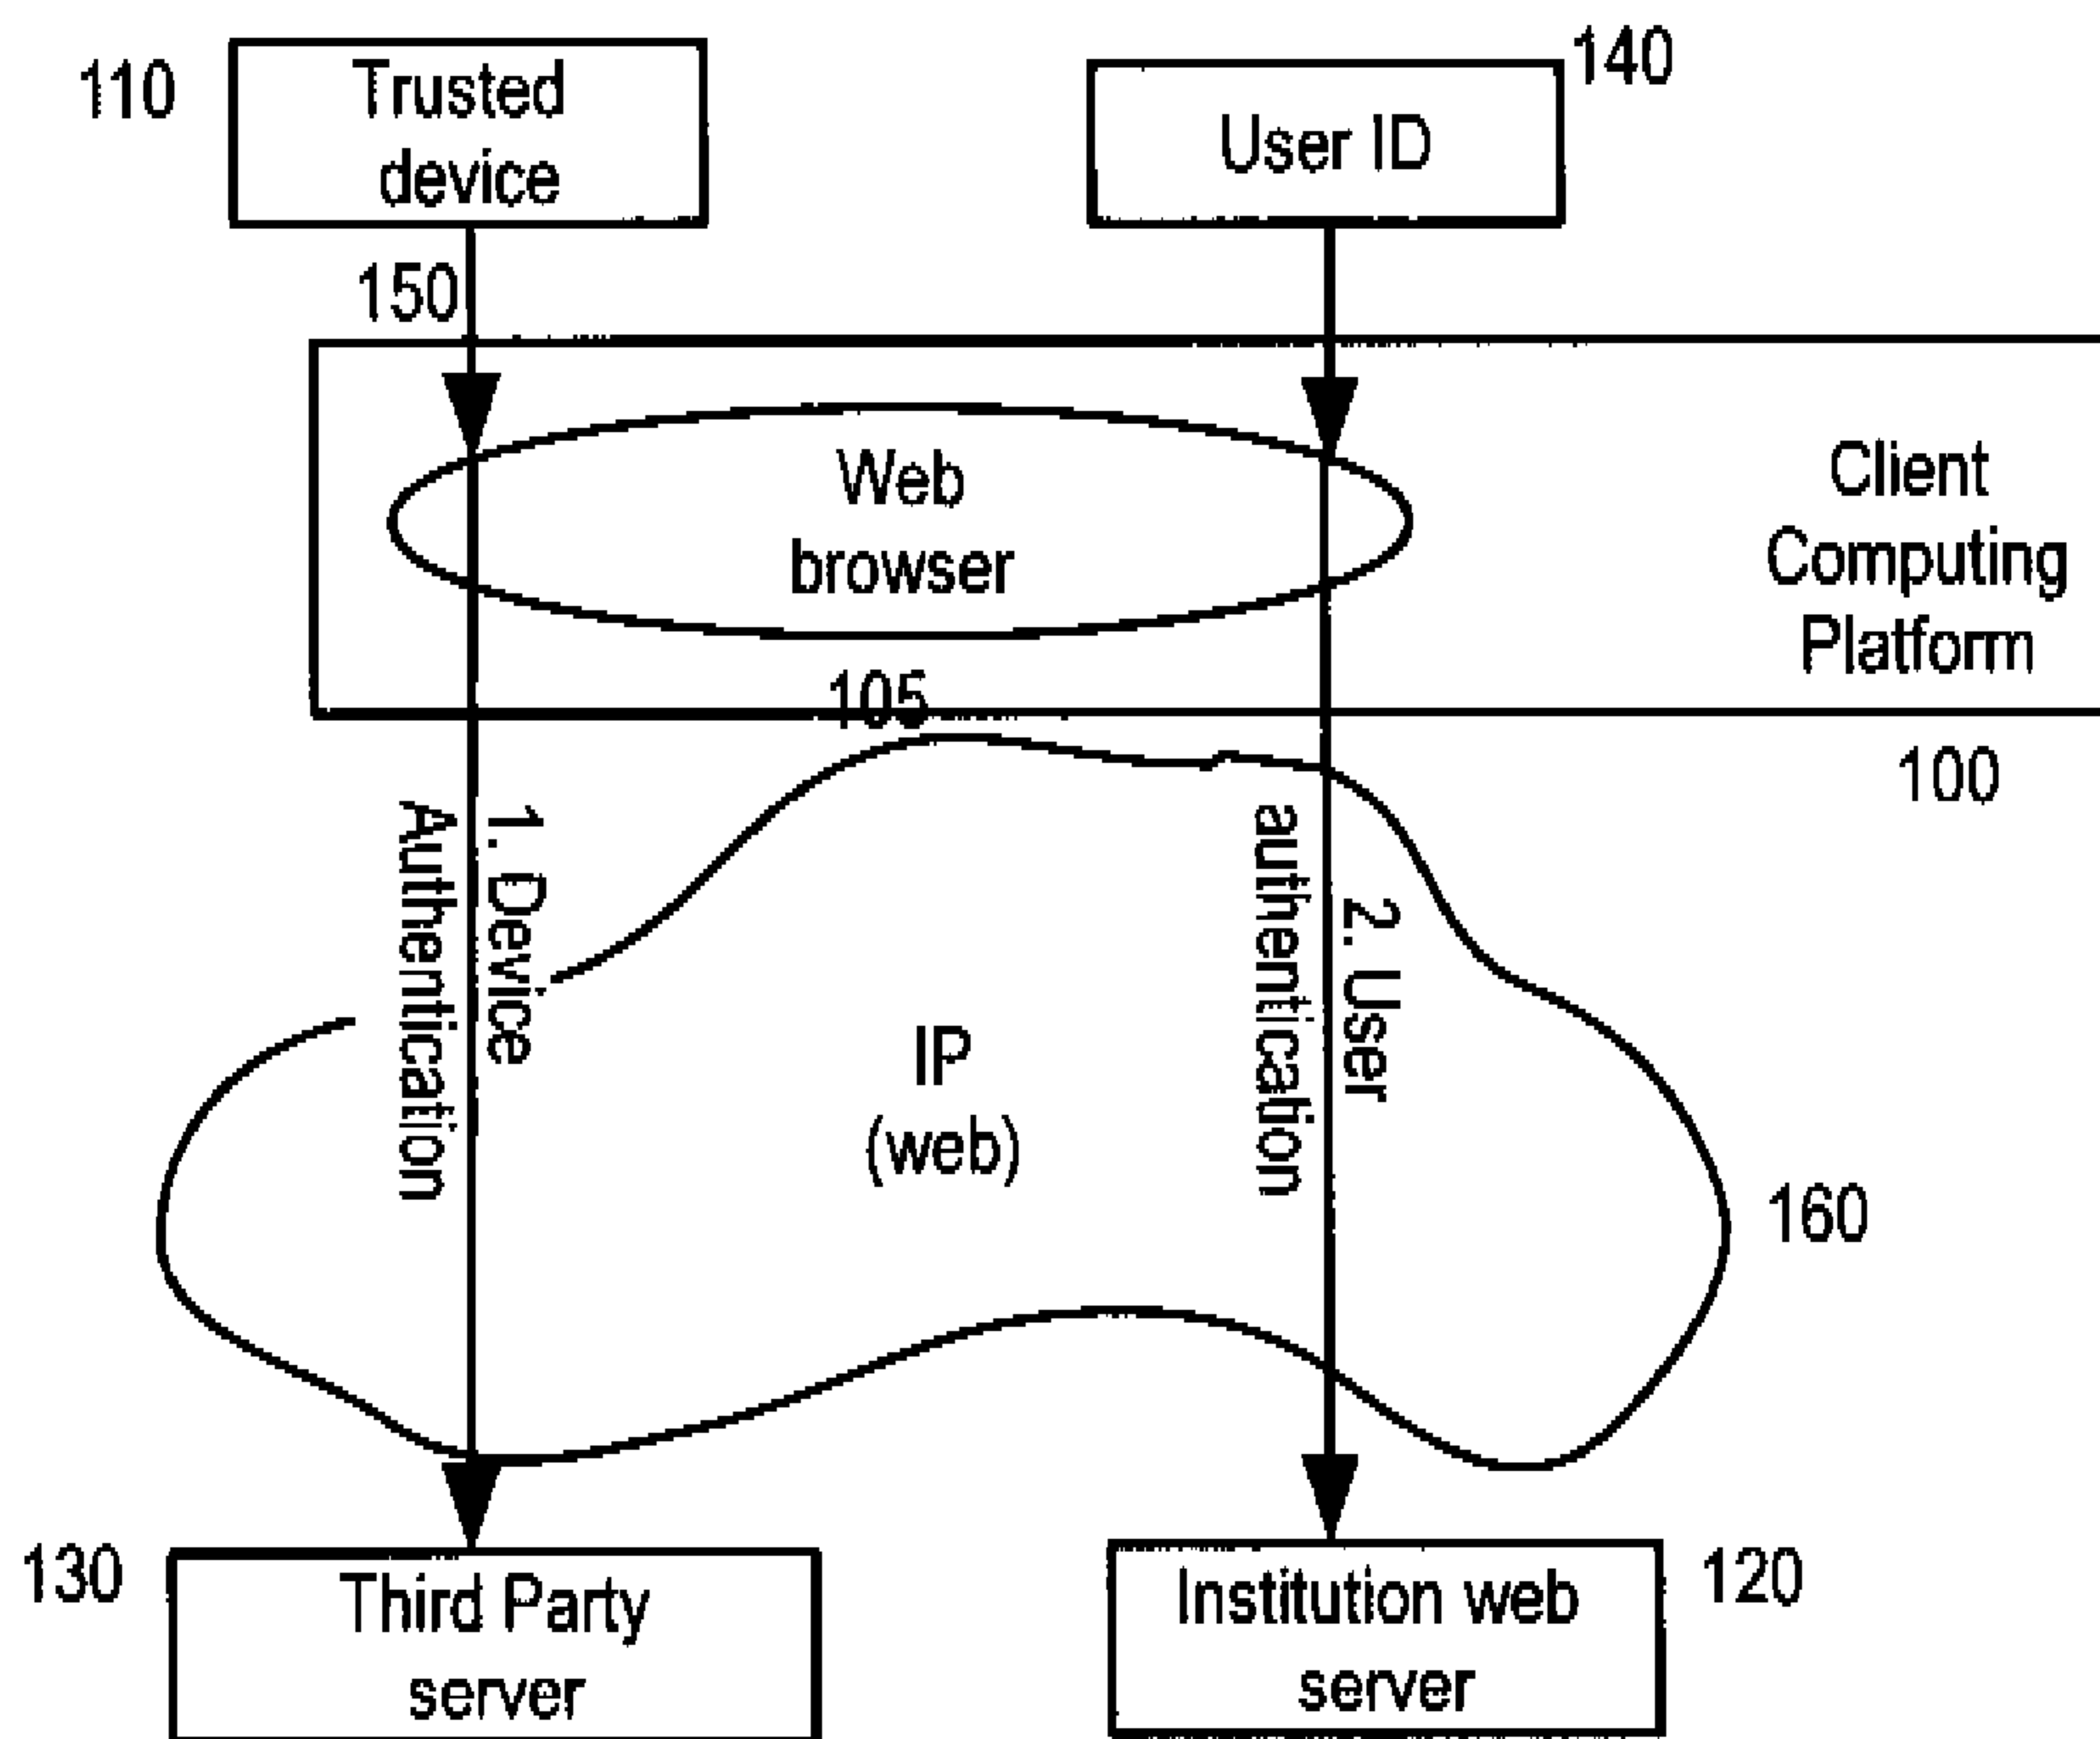 110
Trusted
device
140
User ID
150
Web
browser
Client
Computing
Platform
105
100
1. Device
Authentication
2. User
authentication
IP
(web)
160
130
Third Party
server
Institution web
server
120